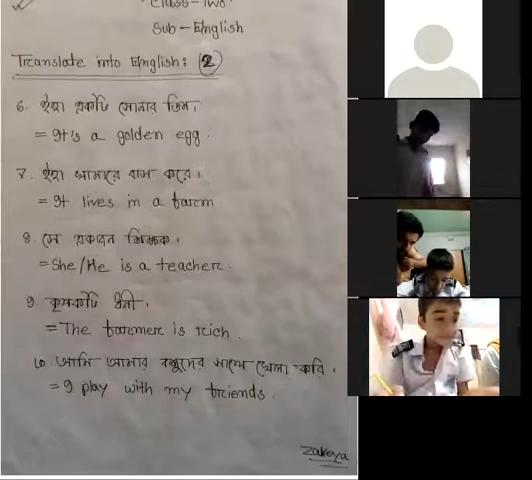 Class-Two
Sub-English
Translate into English: 2
6. ইহা একটি সোনার ডিম।
= It's a golden egg.
7. ইহা খামারে বাস করে।
= It lives in a farm
8. সে একজন শিক্ষক।
= She/He is a teacher.
9. কৃষকটি ধনী।
= The farmer is rich.
10. আমি আমার বন্ধুদের সাথে খেলা করি।
= I play with my friends.
Zakeya